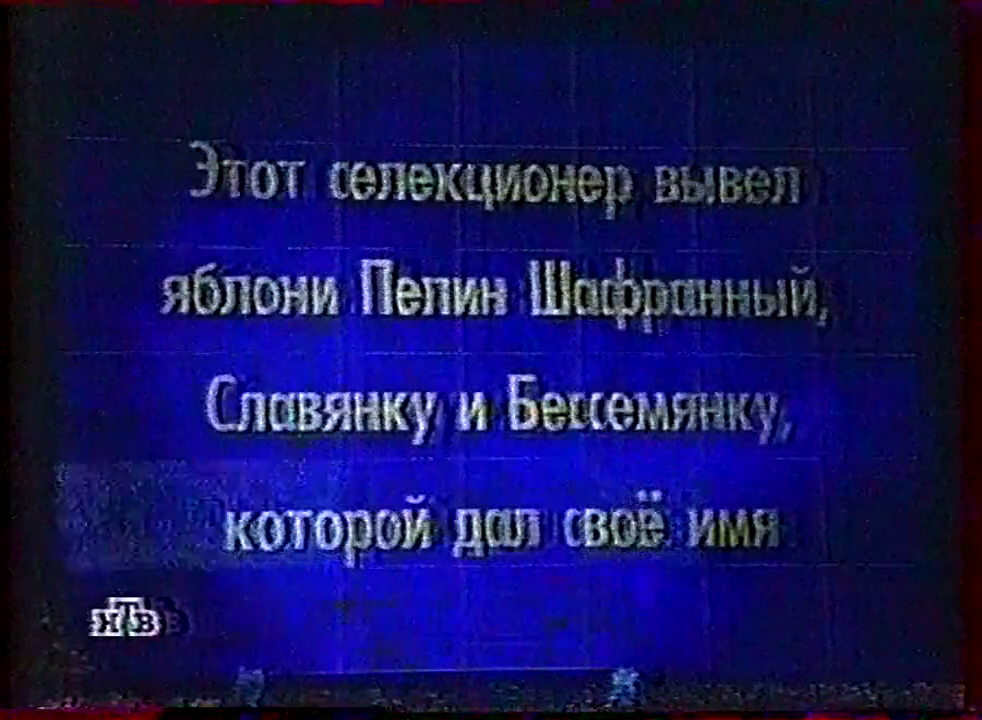 Этот селекционер вывел
яблони Пепин Шафранный,
Славянку и Бессемянку,
которой дал своё имя
НТВ